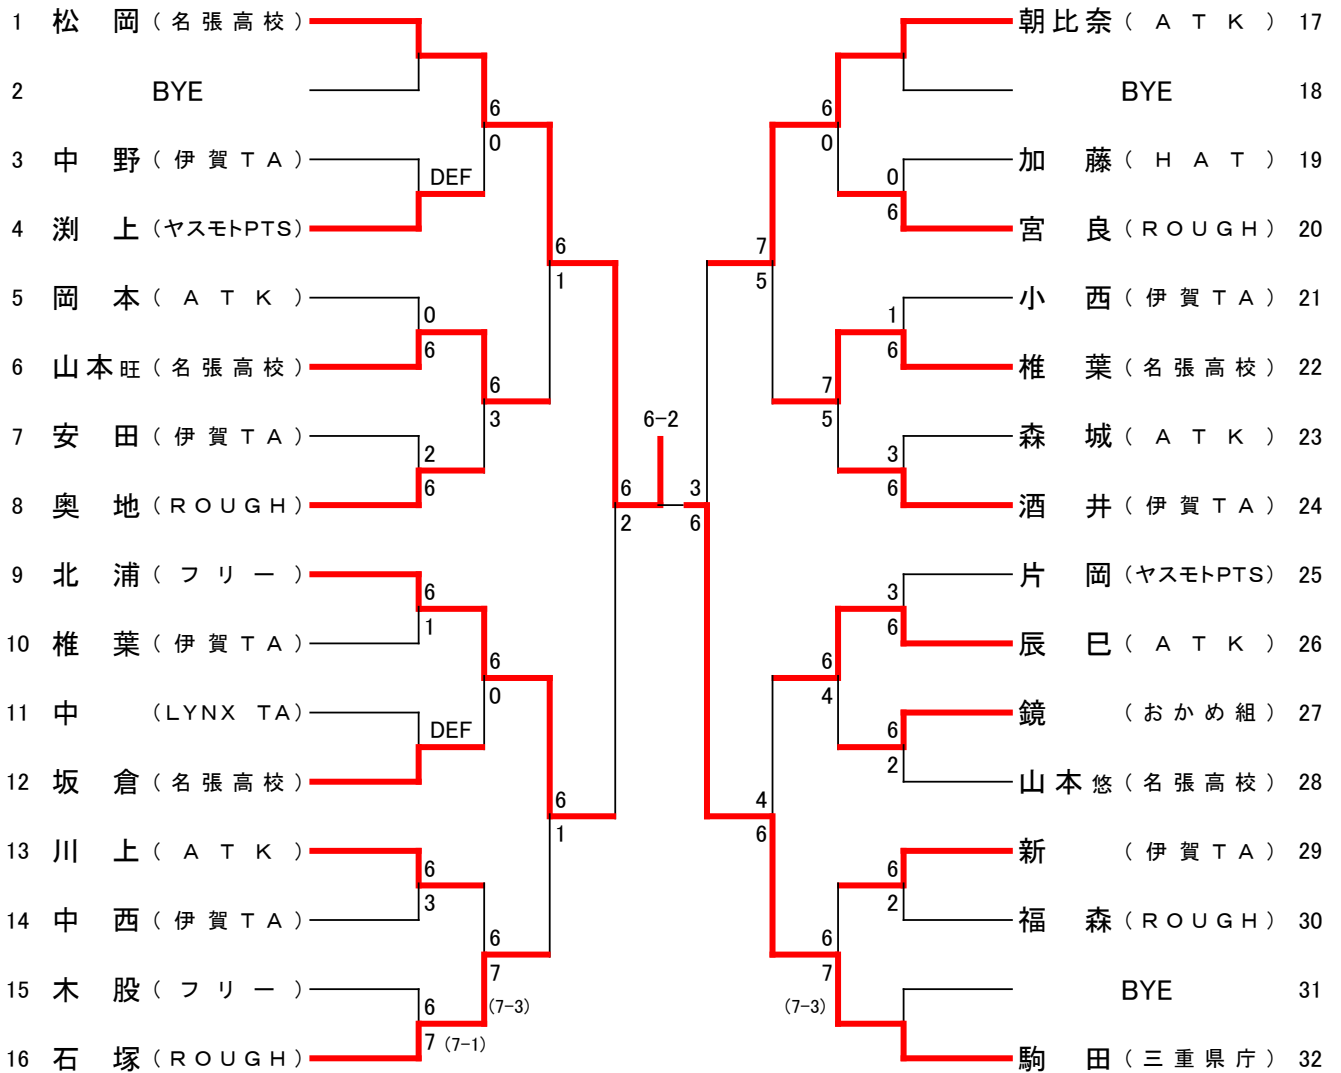 1 松 岡 (名張高校)
2 BYE
3 中 野 (伊賀TA)
4 渕 上 (ヤスモトPTS)
5 岡 本 (ATK)
6 山本旺 (名張高校)
7 安 田 (伊賀TA)
8 奥 地 (ROUGH)
9 北 浦 (フリー)
10 椎 葉 (伊賀TA)
11 中 (LYNX TA)
12 坂 倉 (名張高校)
13 川 上 (ATK)
14 中 西 (伊賀TA)
15 木 股 (フリー)
16 石 塚 (ROUGH)
DEF
0
6
2
6
6
1
DEF
6
3
6
7 (7-1)
6
0
6
3
6
0
6
7
(7-3)
6
1
6
1
6
2
6-2
3
6
7
5
4
6
6
0
7
5
6
4
6
7
(7-3)
0
6
1
6
3
6
3
6
6
2
6
2
朝比奈 (ATK) 17
BYE 18
加 藤 (HAT) 19
宮 良 (ROUGH) 20
小 西 (伊賀TA) 21
椎 葉 (名張高校) 22
森 城 (ATK) 23
酒 井 (伊賀TA) 24
片 岡 (ヤスモトPTS) 25
辰 巳 (ATK) 26
鏡 (おかめ組) 27
山本悠 (名張高校) 28
新 (伊賀TA) 29
福 森 (ROUGH) 30
BYE 31
駒 田 (三重県庁) 32